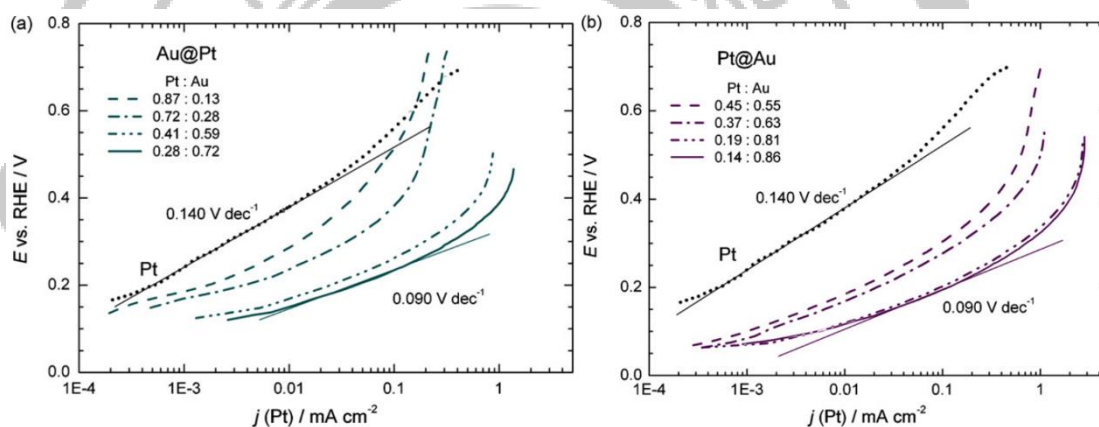 (a)
Au@Pt
Pt : Au
0.87 : 0.13
0.72 : 0.28
0.41 : 0.59
0.28 : 0.72
0.140 V dec⁻¹
Pt
0.090 V dec⁻¹
E vs. RHE / V
0.8
0.6
0.4
0.2
0.0
1E-4 1E-3 0.01 0.1 1
j (Pt) / mA cm⁻²
(b)
Pt@Au
Pt : Au
0.45 : 0.55
0.37 : 0.63
0.19 : 0.81
0.14 : 0.86
0.140 V dec⁻¹
Pt
0.090 V dec⁻¹
E vs. RHE / V
0.8
0.6
0.4
0.2
0.0
1E-4 1E-3 0.01 0.1 1
j (Pt) / mA cm⁻²